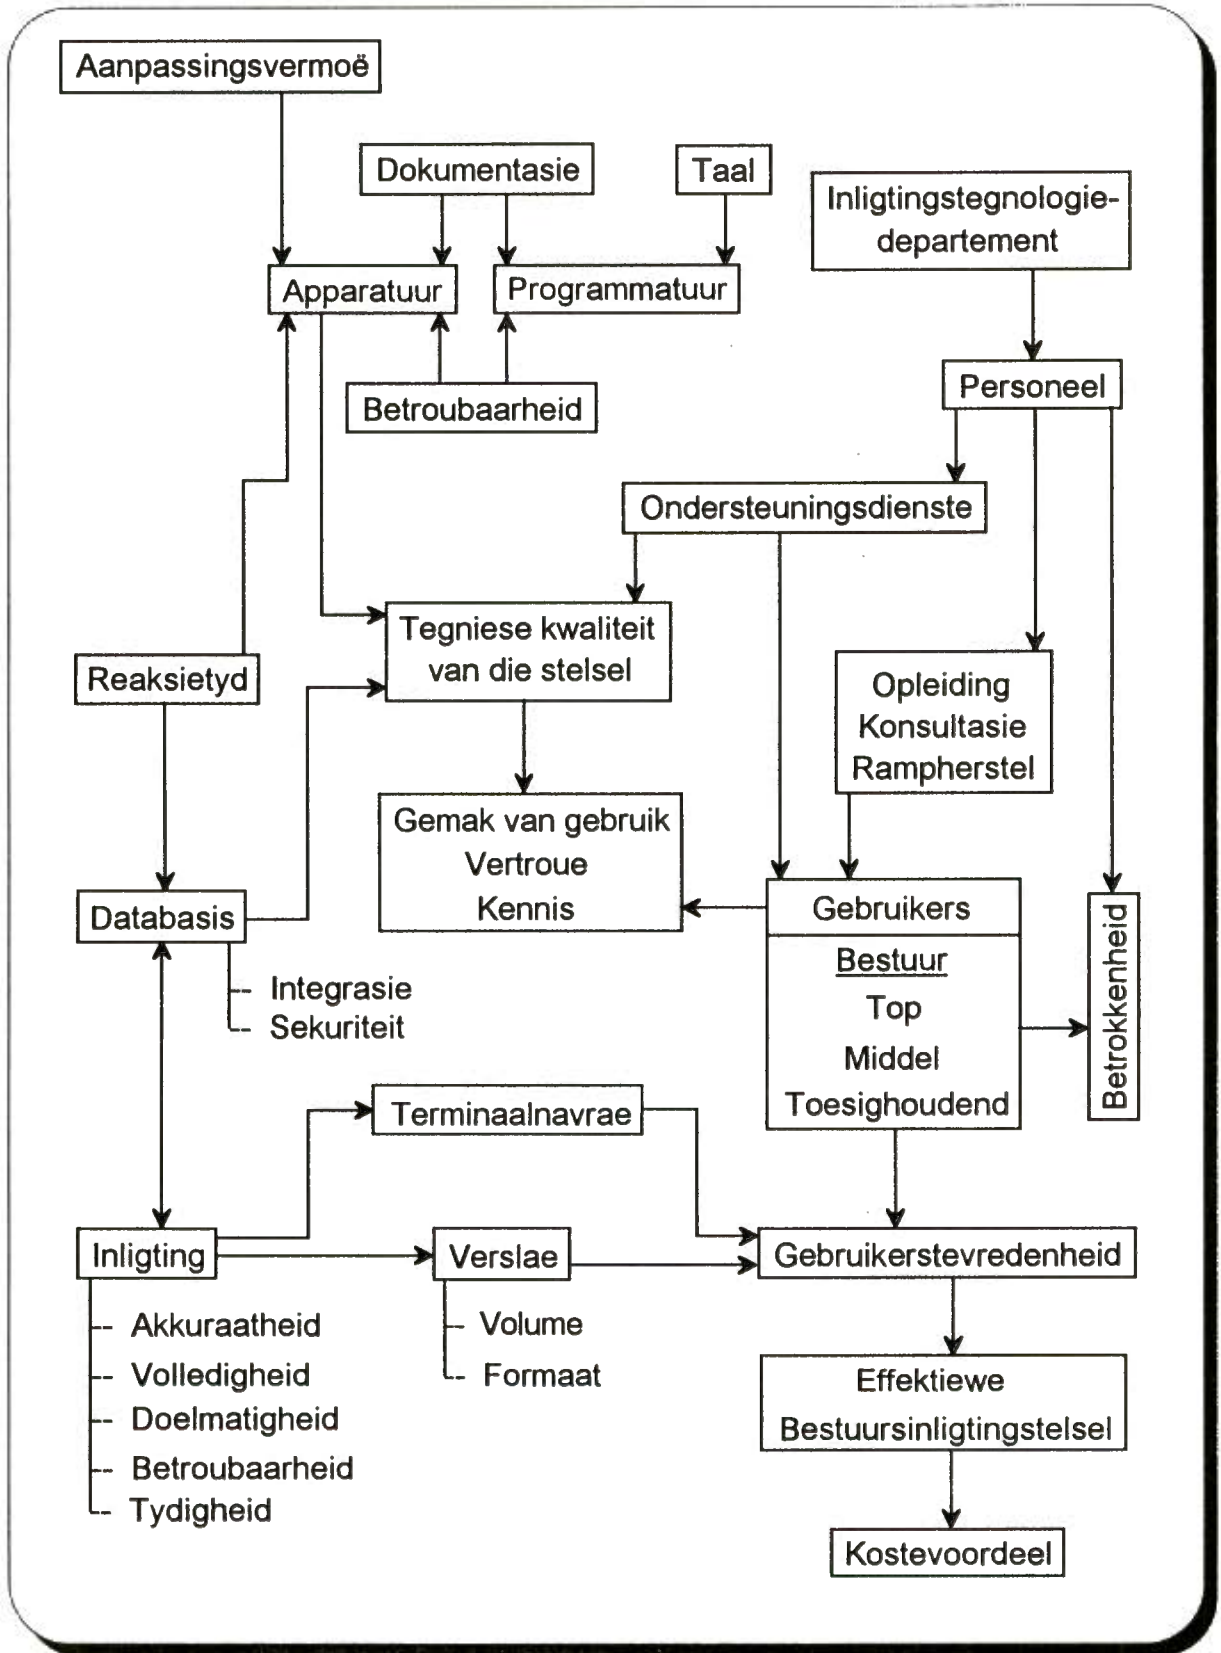 Aanpassingsvermoë
Dokumentasie
Taal
Inligtingstegnologie-
departement
Apparatuur
Programmatuur
Personeel
Betroubaarheid
Ondersteuningsdienste
Tegniese kwaliteit
van die stelsel
Reaksietyd
Opleiding
Konsultasie
Rampherstel
Gemak van gebruik
Vertroue
Kennis
Databasis
Integrasie
Sekuriteit
Gebruikers
Bestuur
Top
Middel
Toesighoudend
Betrokkenheid
Terminaalnavrae
Inligting
Akkuraatheid
Volledigheid
Doelmatigheid
Betroubaarheid
Tydigheid
Verslae
Volume
Formaat
Gebruikerstevredenheid
Effektiewe
Bestuursinligtingstelsel
Kostevoordeel